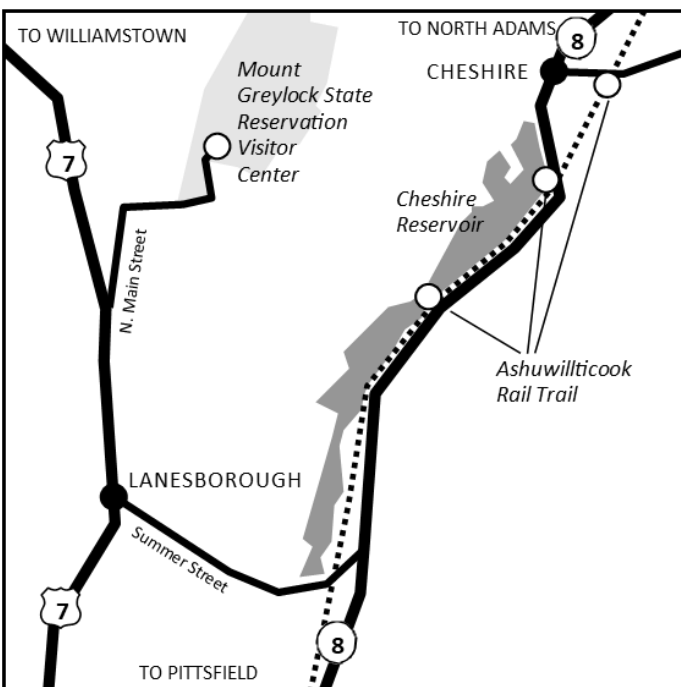 TO WILLIAMSTOWN
TO NORTH ADAMS
8
CHESHIRE
Mount
Greylock State
Reservation
Visitor
Center
7
Cheshire
Reservoir
N. Main Street
Ashuwillticook
Rail Trail
LANESBOROUGH
Summer Street
7
8
TO PITTSFIELD